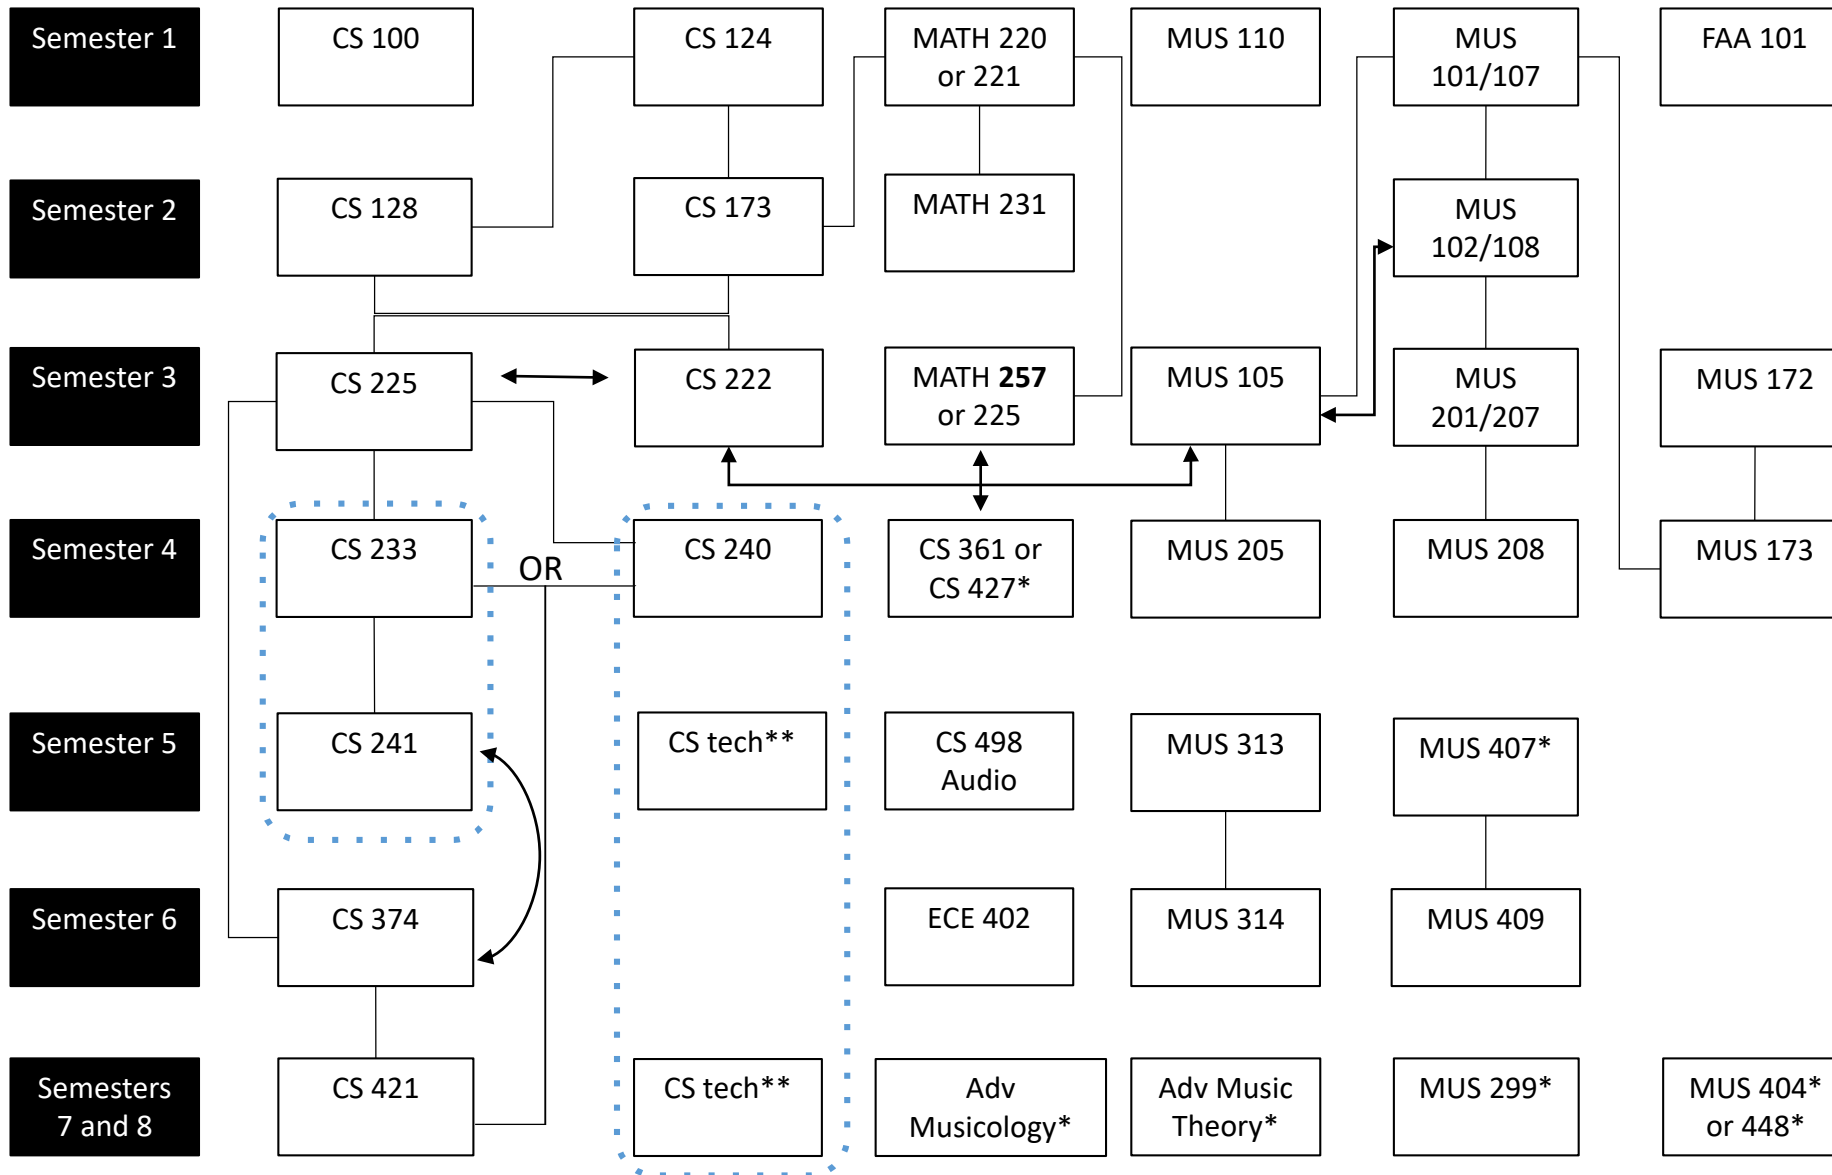 Semester 1
CS 100
CS 124
MATH 220
or 221
MUS 110
MUS
101/107
FAA 101
Semester 2
CS 128
CS 173
MATH 231
MUS
102/108
Semester 3
CS 225
CS 222
MATH 257
or 225
MUS 105
MUS
201/207
MUS 172
Semester 4
CS 233
OR
CS 240
CS 361 or
CS 427*
MUS 205
MUS 208
MUS 173
Semester 5
CS 241
CS tech**
CS 498
Audio
MUS 313
MUS 407*
Semester 6
CS 374
ECE 402
MUS 314
MUS 409
Semesters
7 and 8
CS 421
CS tech**
Adv
Musicology*
Adv Music
Theory*
MUS 299*
MUS 404*
or 448*